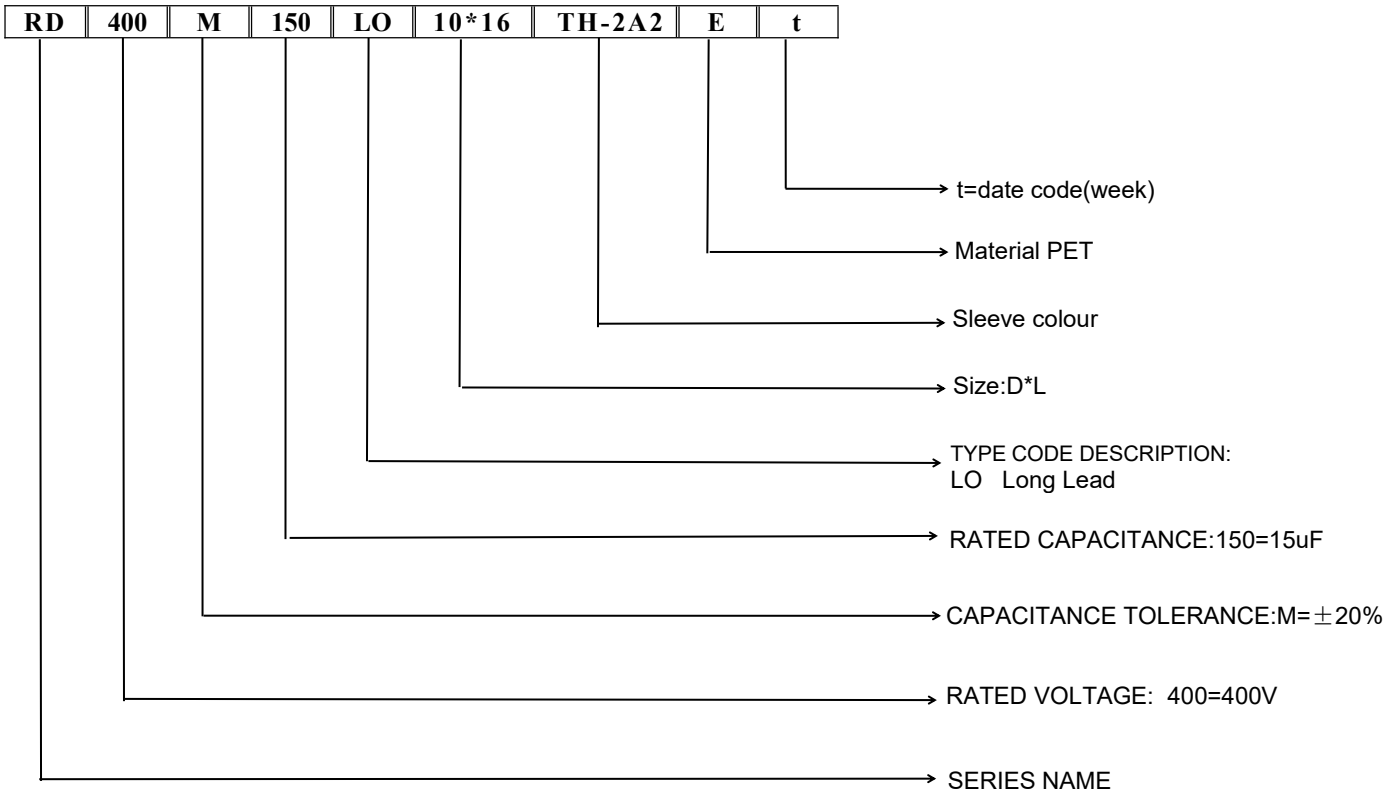 RD 400 M 150 LO 10*16 TH-2A2 E t
t=date code(week)
Material PET
Sleeve colour
Size:D*L
TYPE CODE DESCRIPTION:
LO Long Lead
RATED CAPACITANCE:150=15uF
CAPACITANCE TOLERANCE:M=±20%
RATED VOLTAGE: 400=400V
SERIES NAME